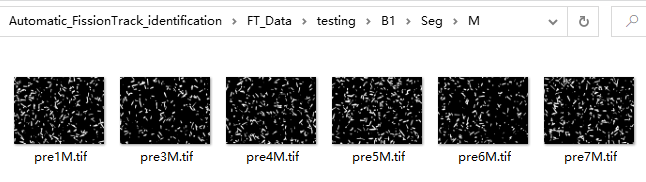 Automatic_FissionTrack_identification > FT_Data > testing > B1 > Seg > M
pre1M.tif pre3M.tif pre4M.tif pre5M.tif pre6M.tif pre7M.tif